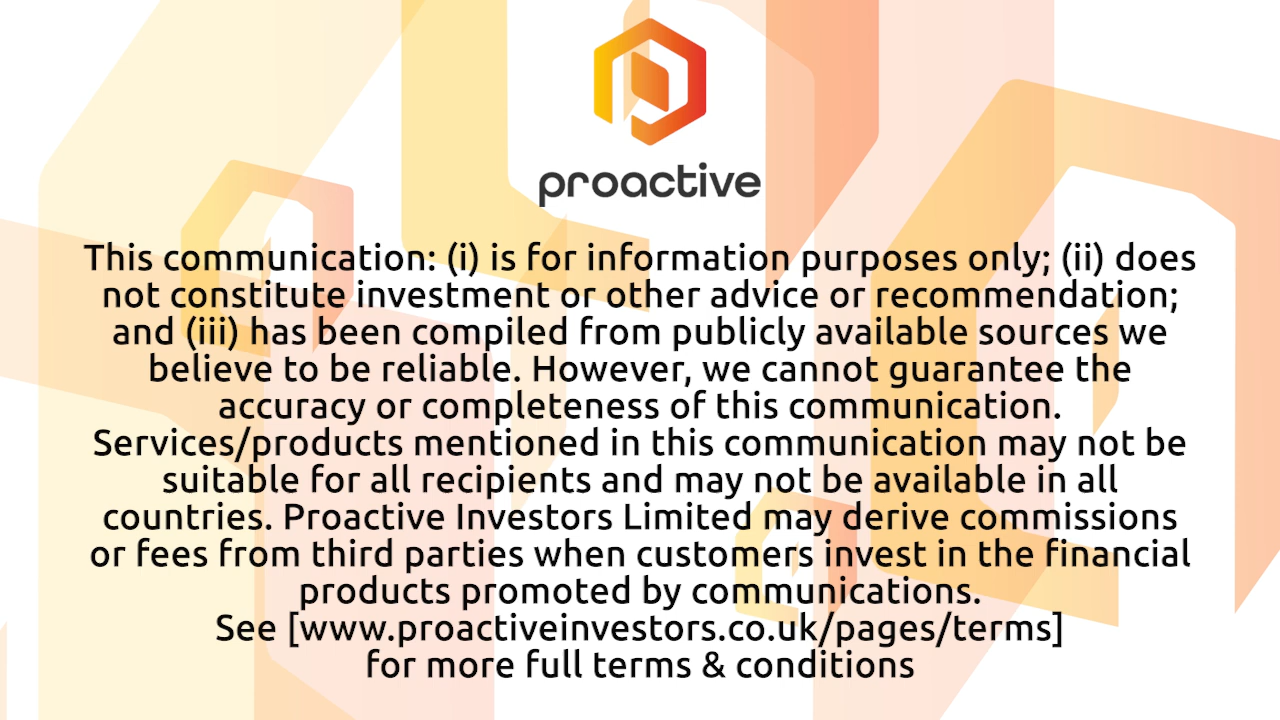 proactive
This communication: (i) is for information purposes only; (ii) does
not constitute investment or other advice or recommendation;
and (iii) has been compiled from publicly available sources we
believe to be reliable. However, we cannot guarantee the
accuracy or completeness of this communication.
Services/products mentioned in this communication may not be
suitable for all recipients and may not be available in all
countries. Proactive Investors Limited may derive commissions
or fees from third parties when customers invest in the financial
products promoted by communications.
See [www.proactiveinvestors.co.uk/pages/terms]
for more full terms & conditions